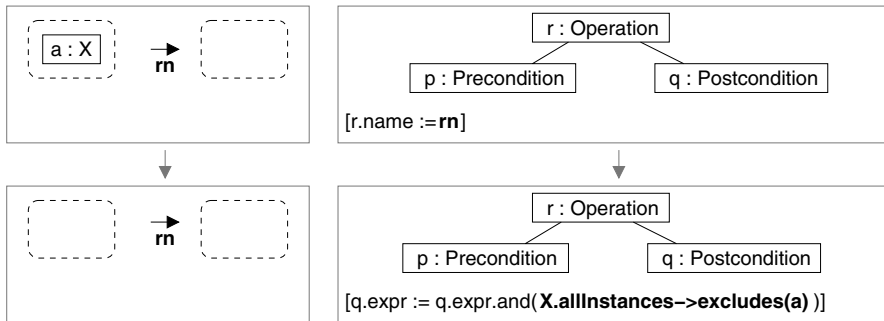 a : X
rn
r : Operation
p : Precondition
q : Postcondition
[r.name := rn]
rn
r : Operation
p : Precondition
q : Postcondition
[q.expr := q.expr.and( X.allInstances−>excludes(a) )]